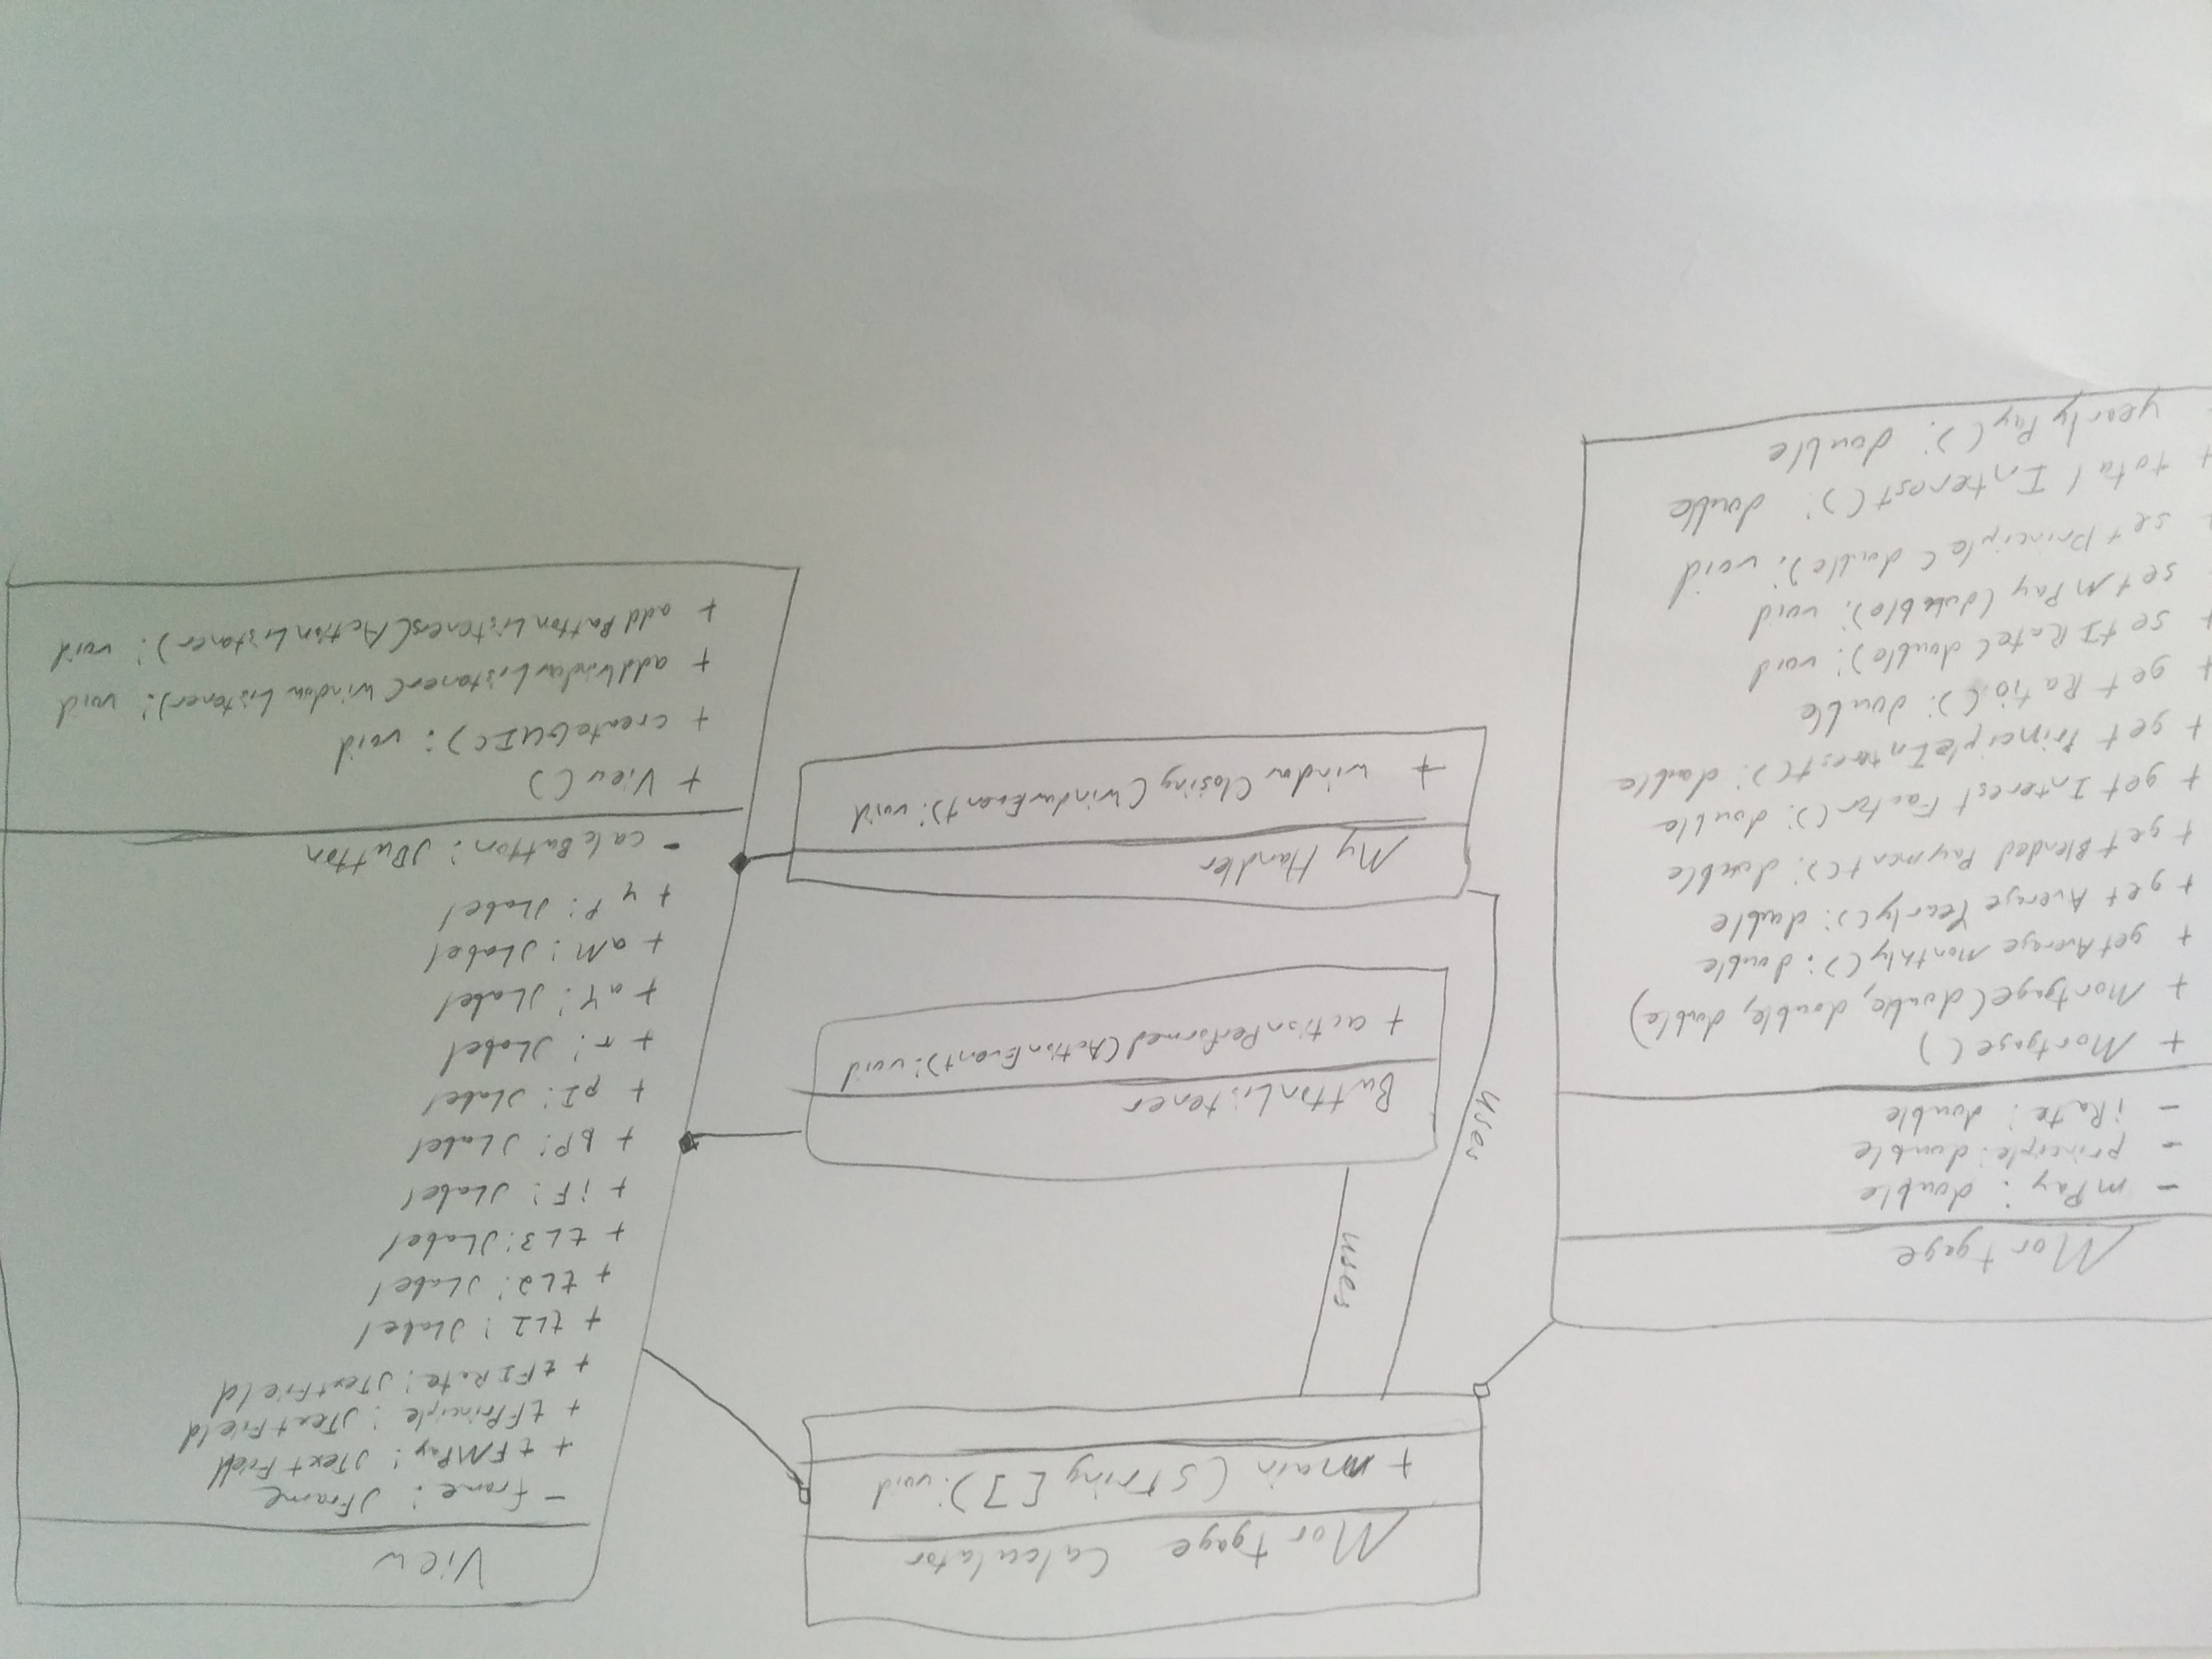 Mortgage Calculator
+ main (string []): void
uses
uses
Mortgage
- mPay: double
- principle: double
- iRate: double
+ Mortgage()
+ Mortgage(double, double, double)
+ getAverageMonthly(): double
+ getAverageYearly(): double
+ getBlendedPayment(): double
+ getInterestFactor(): double
+ getPrincipleInterest(): double
+ getRatio(): double
+ setIRate(double): void
setMPay(double): void
+ setPrinciple(double): void
+ totalInterest(): double
yearlyPay(): double
ButtonListener
+ actionPerformed(ActionEvent): void
MyHandler
+ windowClosing(WindowEvent): void
View
- frame: JFrame
+ tFMPay: JTextField
+ tFPrinciple: JTextField
+ tFIRate: JTextField
+ tL1: JLabel
+ tL2: JLabel
+ tL3: JLabel
+ iF: JLabel
+ bP: JLabel
+ pI: JLabel
+ r: JLabel
+ aY: JLabel
+ aM: JLabel
+ yP: JLabel
- calcButton: JButton
+ View()
+ createGUI(): void
+ addWindowListener(WindowListener): void
+ addButtonListeners(ActionListener): void